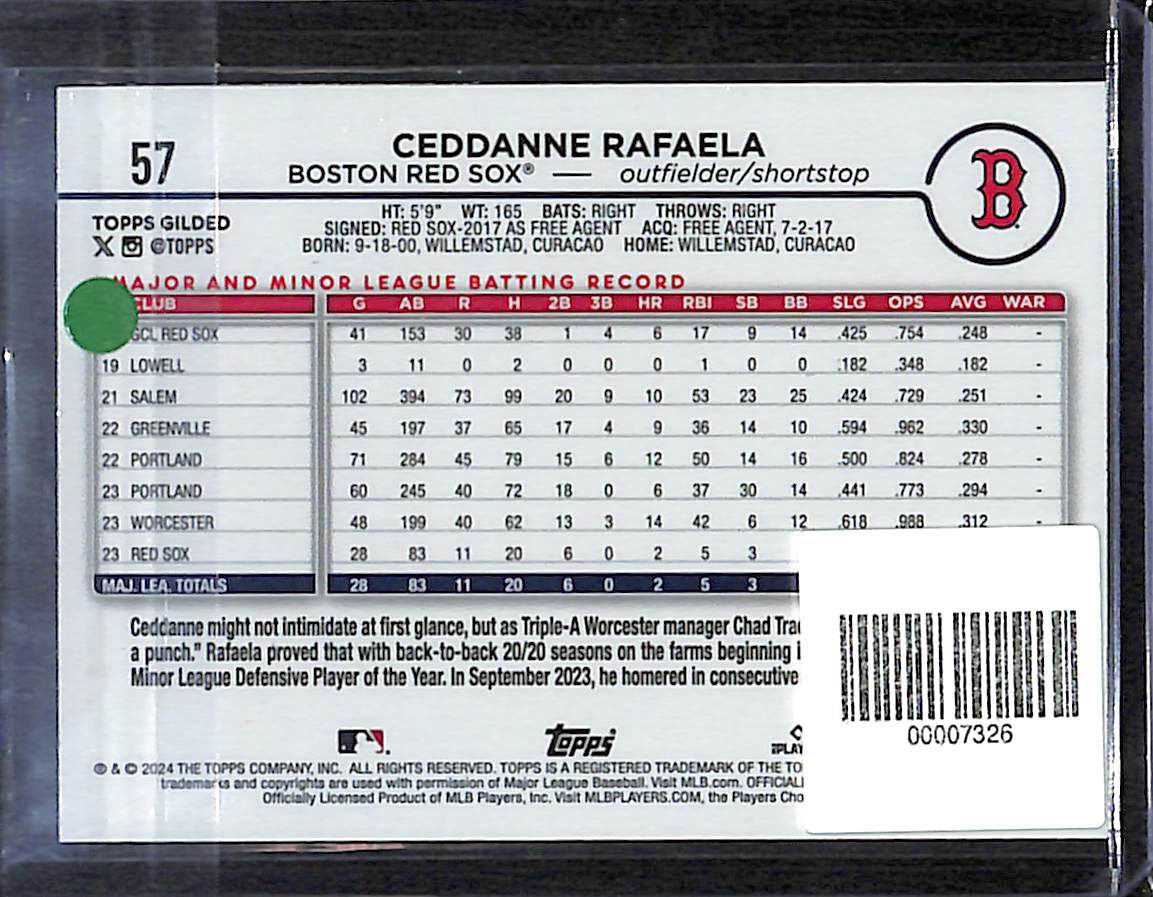 57
CEDDANNE RAFAELA
BOSTON RED SOX® — outfielder/shortstop
B
TOPPS GILDED
@TOPPS
HT: 5'9" WT: 165 BATS: RIGHT THROWS: RIGHT
SIGNED: RED SOX-2017 AS FREE AGENT ACQ: FREE AGENT, 7-2-17
BORN: 9-18-00, WILLEMSTAD, CURACAO HOME: WILLEMSTAD, CURACAO
MAJOR AND MINOR LEAGUE BATTING RECORD
CLUB G AB R H 2B 3B HR RBI SB BB SLG OPS AVG WAR
GCL RED SOX 41 153 30 38 1 4 6 17 9 14 .425 .754 .248 -
19 LOWELL 3 11 0 2 0 0 0 1 0 0 .182 .348 .182 -
21 SALEM 102 394 73 99 20 9 10 53 23 25 .424 .729 .251 -
22 GREENVILLE 45 197 37 65 17 4 9 36 14 10 .594 .962 .330 -
22 PORTLAND 71 284 45 79 15 6 12 50 14 16 .500 .824 .278 -
23 PORTLAND 60 245 40 72 18 0 6 37 30 14 .441 .773 .294 -
23 WORCESTER 48 199 40 62 13 3 14 42 6 12 .618 .988 .312 -
23 RED SOX 28 83 11 20 6 0 2 5 3
MAJ. LEA. TOTALS 28 83 11 20 6 0 2 5 3
Ceddanne might not intimidate at first glance, but as Triple-A Worcester manager Chad
a punch." Rafaela proved that with back-to-back 20/20 seasons on the farms beginning
Minor League Defensive Player of the Year. In September 2023, he homered in consecutive
Topps
® & © 2024 THE TOPPS COMPANY, INC. ALL RIGHTS RESERVED. TOPPS IS A REGISTERED TRADEMARK OF THE
trademarks and copyrights are used with permission of Major League Baseball. Visit MLB.com.
Officially Licensed Product of MLB Players, Inc. Visit MLBPLAYERS.COM, the Players
00007326